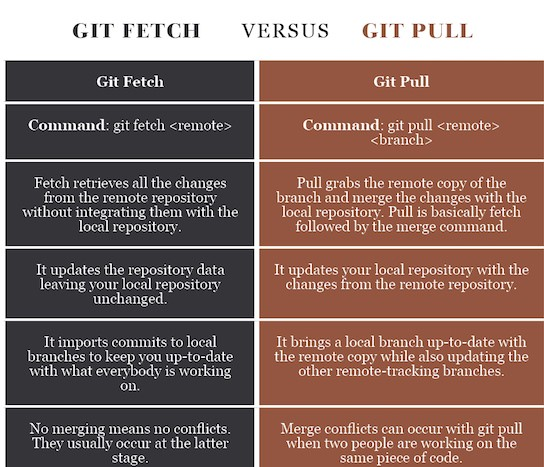 GIT FETCH VERSUS GIT PULL
Git Fetch
Git Pull
Command: git fetch <remote>
Command: git pull <remote>
<branch>
Fetch retrieves all the changes
from the remote repository
without integrating them with the
local repository.
Pull grabs the remote copy of the
branch and merge the changes with the
local repository. Pull is basically fetch
followed by the merge command.
It updates the repository data
leaving your local repository
unchanged.
It updates your local repository with the
changes from the remote repository.
It imports commits to local
branches to keep you up-to-date
with what everybody is working
on.
It brings a local branch up-to-date with
the remote copy while also updating the
other remote-tracking branches.
No merging means no conflicts.
They usually occur at the latter
stage.
Merge conflicts can occur with git pull
when two people are working on the
same piece of code.